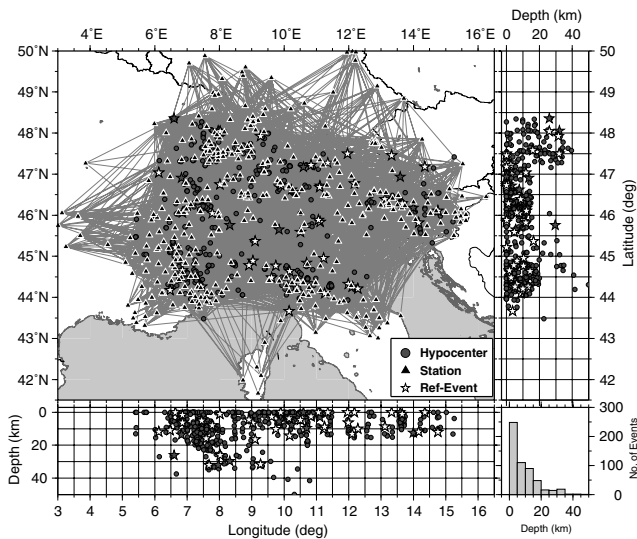 Depth (km)
4˚E 6˚E 8˚E 10˚E 12˚E 14˚E 16˚E 0 20 40
50˚N 50
49˚N 49
48˚N 48
47˚N 47
46˚N 46
45˚N 45
44˚N 44
43˚N 43
42˚N 42
Latitude (deg)
Hypocenter
Station
Ref-Event
Depth (km)
0
20
40
3 4 5 6 7 8 9 10 11 12 13 14 15 16
Longitude (deg)
300
200
100
0
No. of Events
0 20 40
Depth (km)